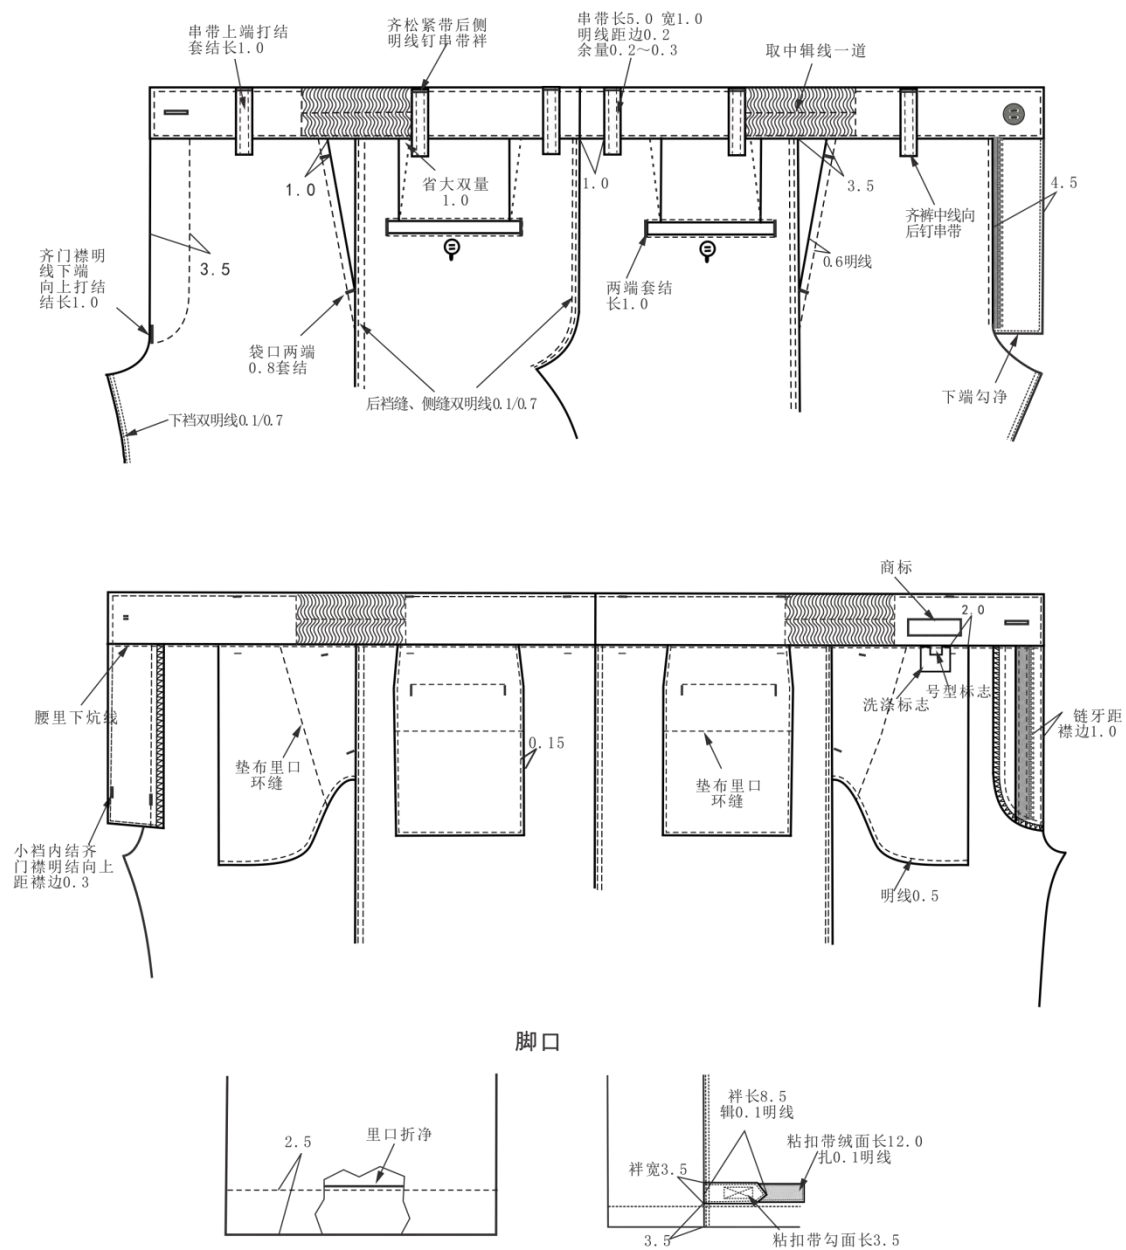 串带上端打结
套结长1.0
齐松紧带后侧
明线钉串带袢
串带长5.0 宽1.0
明线距边0.2
余量0.2～0.3
取中辑线一道
1.0
省大双量
1.0
1.0
3.5
4.5
齐裤中线向
后钉串带
齐门襟明
线下端
向上打结
结长1.0
3.5
0.6明线
两端套结
长1.0
袋口两端
0.8套结
后裆缝、侧缝双明线0.1/0.7
下端勾净
下裆双明线0.1/0.7
商标
2.0
腰里下炕线
洗涤标志
号型标志
链牙距
襟边1.0
垫布里口
环缝
0.15
垫布里口
环缝
小裆内结齐
门襟明结向上
距襟边0.3
明线0.5
脚口
2.5
里口折净
袢长8.5
辑0.1明线
粘扣带绒面长12.0
扎0.1明线
袢宽3.5
3.5
粘扣带勾面长3.5